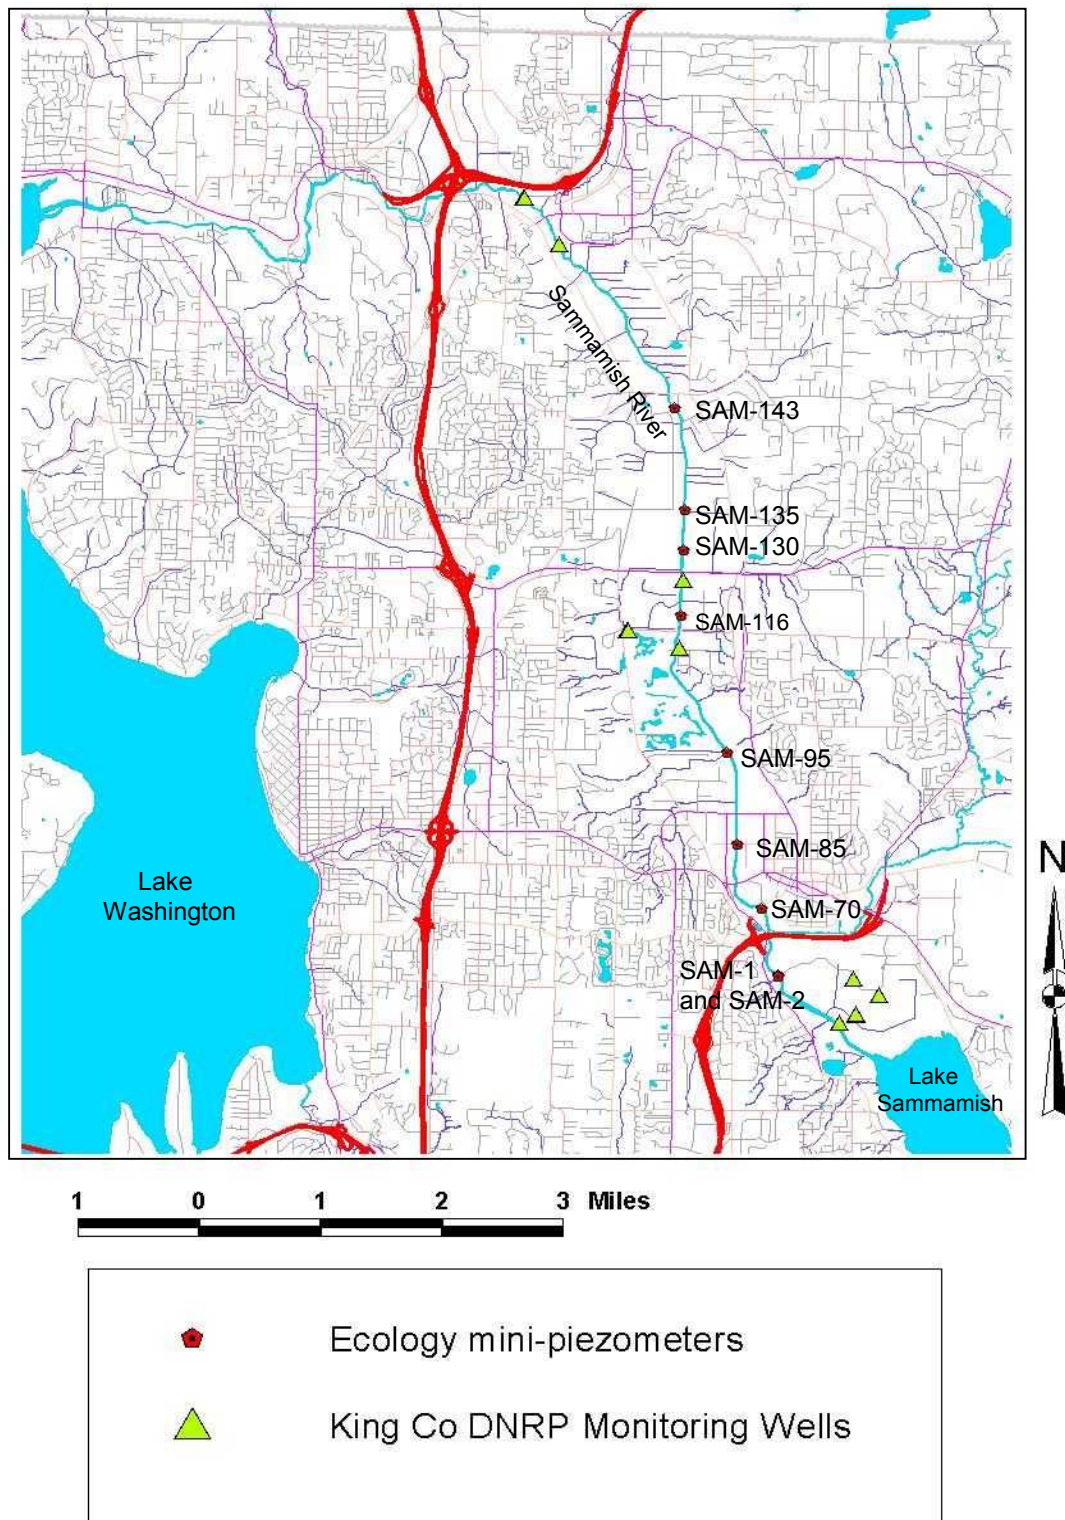 Sammamish River
SAM-143
SAM-135
SAM-130
SAM-116
SAM-95
SAM-85
N
Lake
Washington
SAM-70
SAM-1
and SAM-2
Lake
Sammamish
1 0 1 2 3 Miles
Ecology mini-piezometers
King Co DNRP Monitoring Wells